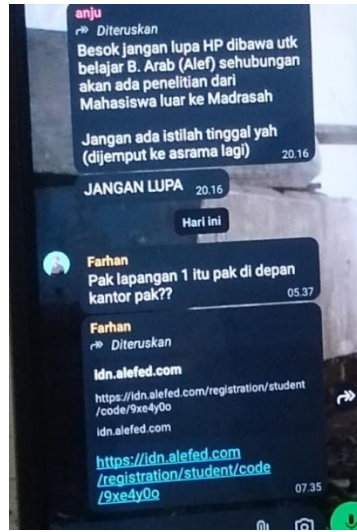 anju
Diteruskan
Besok jangan lupa HP dibawa utk
belajar B. Arab (Alef) sehubungan
akan ada penelitian dari
Mahasiswa luar ke Madrasah
Jangan ada istilah tinggal yah
(dijemput ke asrama lagi) 20.16
JANGAN LUPA 20.16
Hari ini
Farhan
Pak lapangan 1 itu pak di depan
kantor pak?? 05.37
Farhan
Diteruskan
idn.alefed.com
https://idn.alefed.com/registration/student
/code/9xe4y0o
idn.alefed.com
https://idn.alefed.com
/registration/student/code
/9xe4y0o 07.35